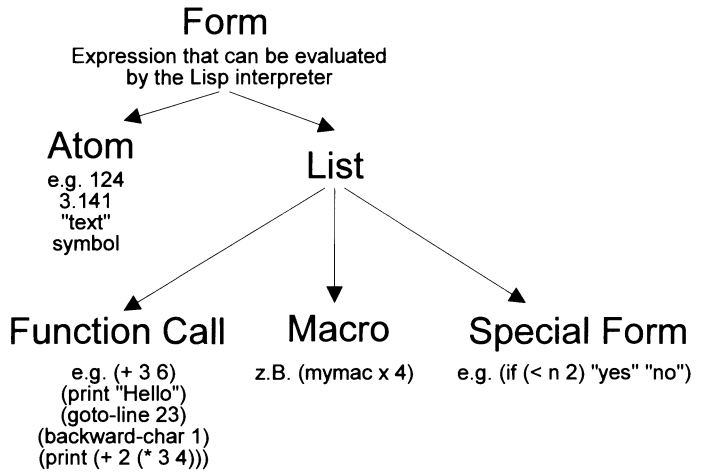 Form
Expression that can be evaluated
by the Lisp interpreter
Atom
e.g. 124
3.141
"text"
symbol
List
Function Call
e.g. (+ 3 6)
(print "Hello")
(goto-line 23)
(backward-char 1)
(print (+ 2 (* 3 4)))
Macro
z.B. (mymac x 4)
Special Form
e.g. (if (< n 2) "yes" "no")